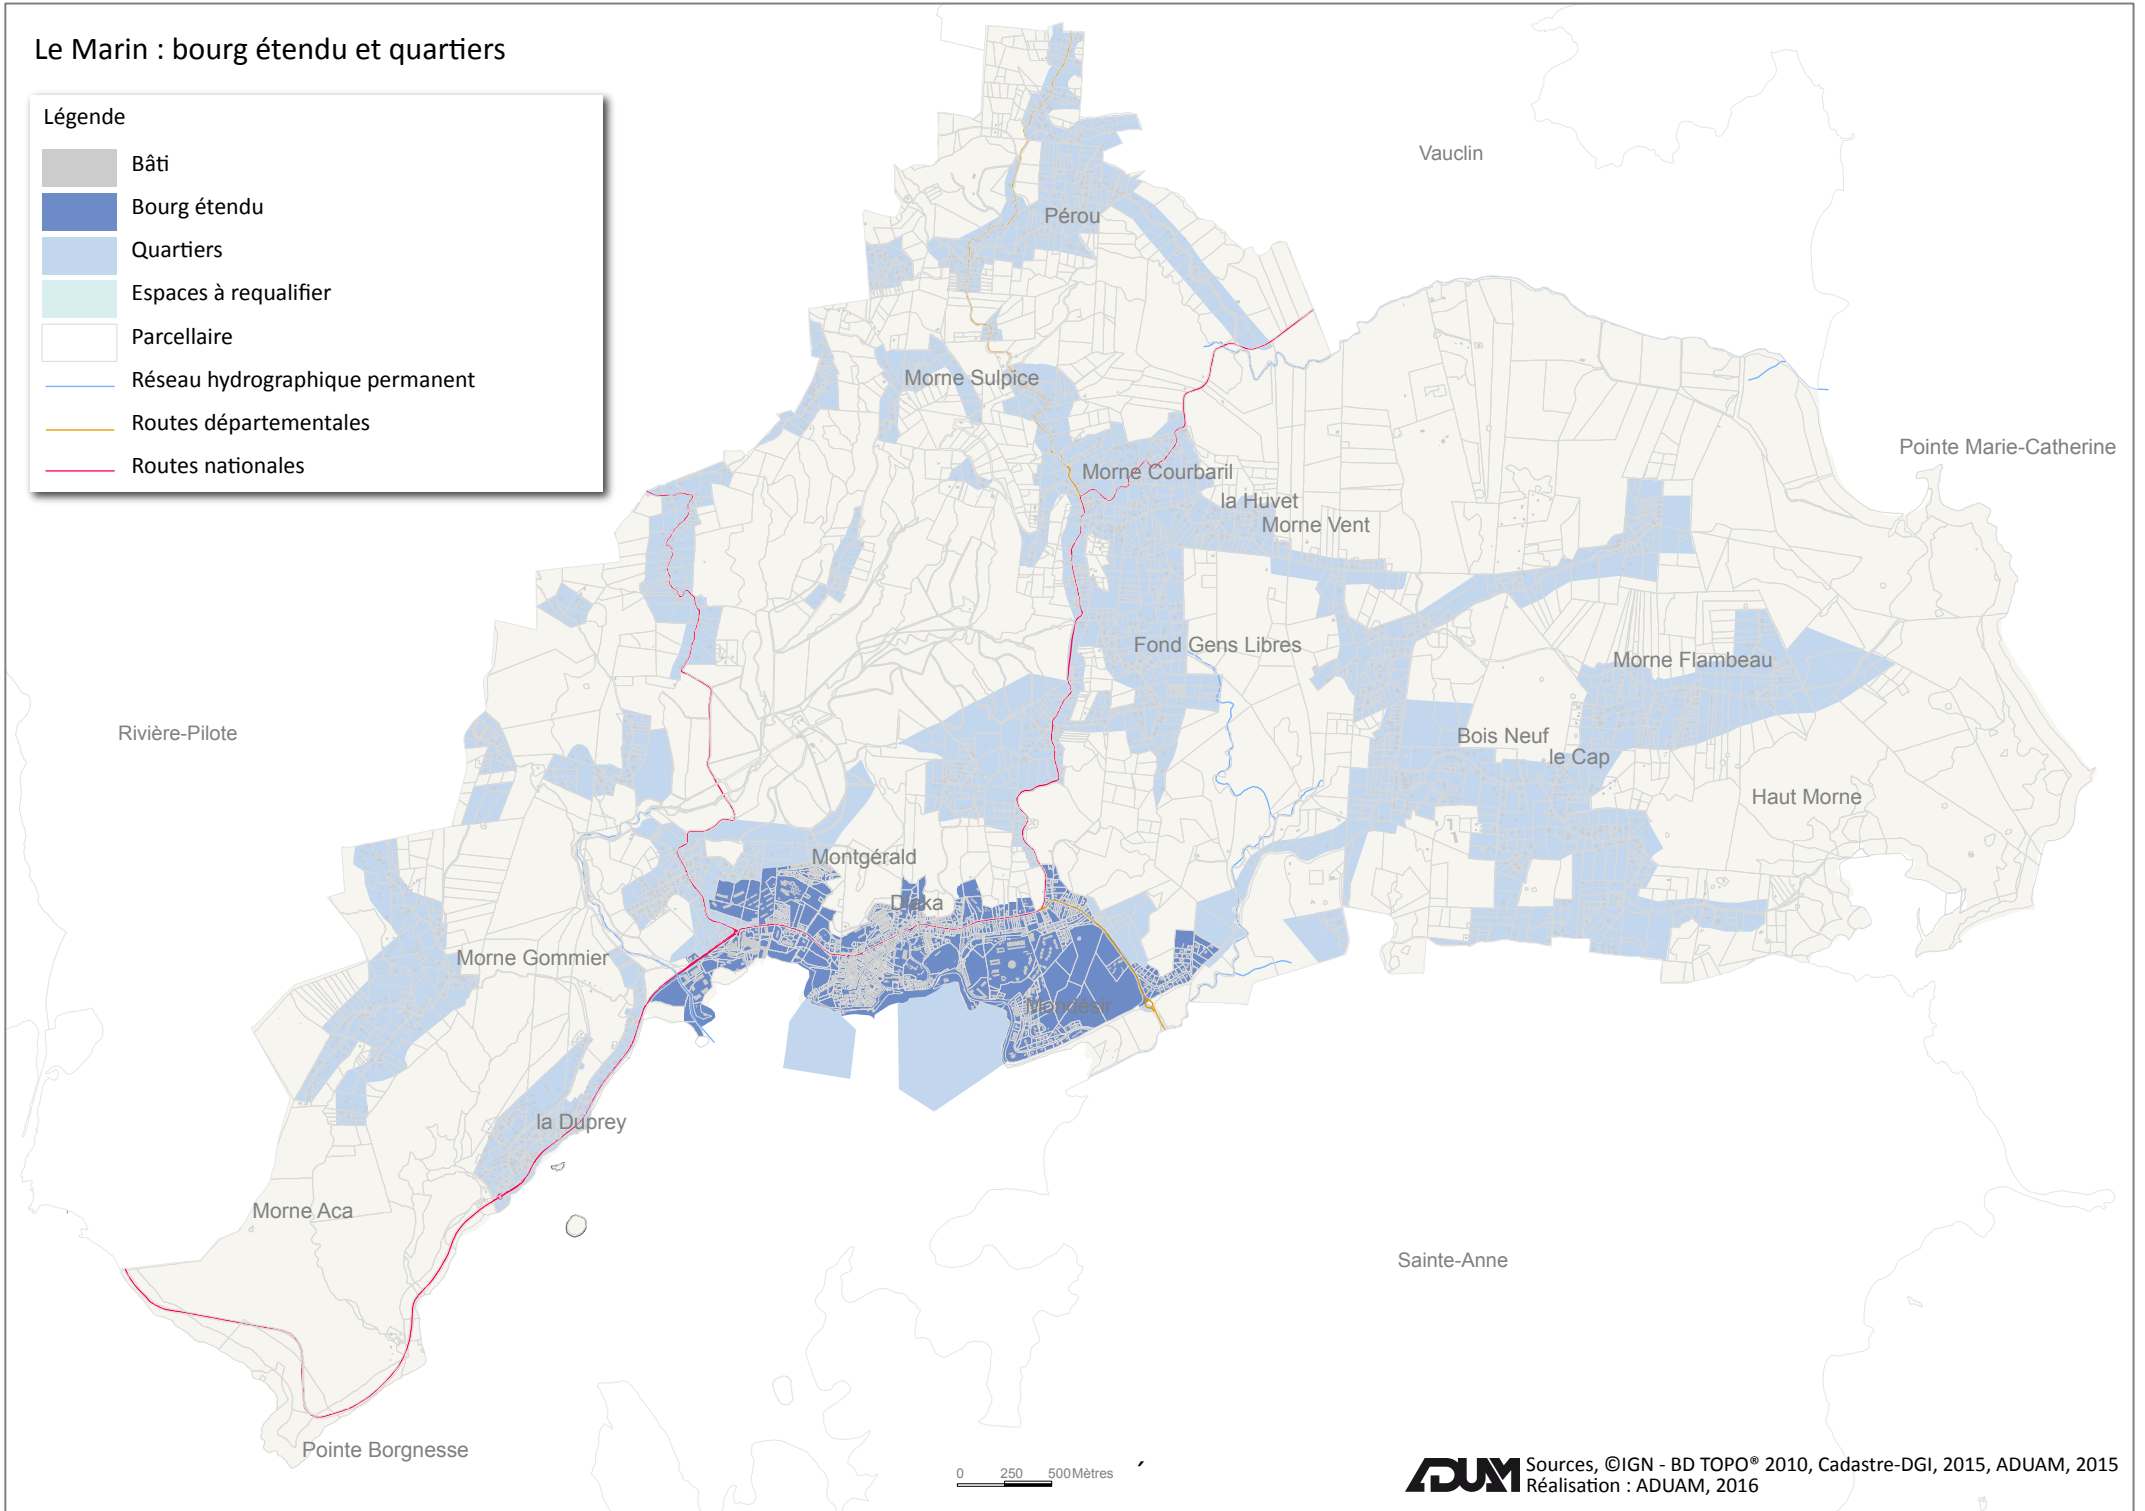 Le Marin : bourg étendu et quartiers
Légende
Bâti
Bourg étendu
Quartiers
Espaces à requalifier
Parcellaire
Réseau hydrographique permanent
Routes départementales
Routes nationales
Vauclin
Pérou
Morne Sulpice
Pointe Marie-Catherine
Morne Courbaril
la Huvet
Morne Vent
Fond Gens Libres
Morne Flambeau
Rivière-Pilote
Bois Neuf
le Cap
Haut Morne
Montgérald
Diaka
Morne Gommier
Mondésir
la Duprey
Morne Aca
Sainte-Anne
Pointe Borgnesse
0 250 500 Mètres
ADUAM
Sources, ©IGN - BD TOPO® 2010, Cadastre-DGI, 2015, ADUAM, 2015
Réalisation : ADUAM, 2016